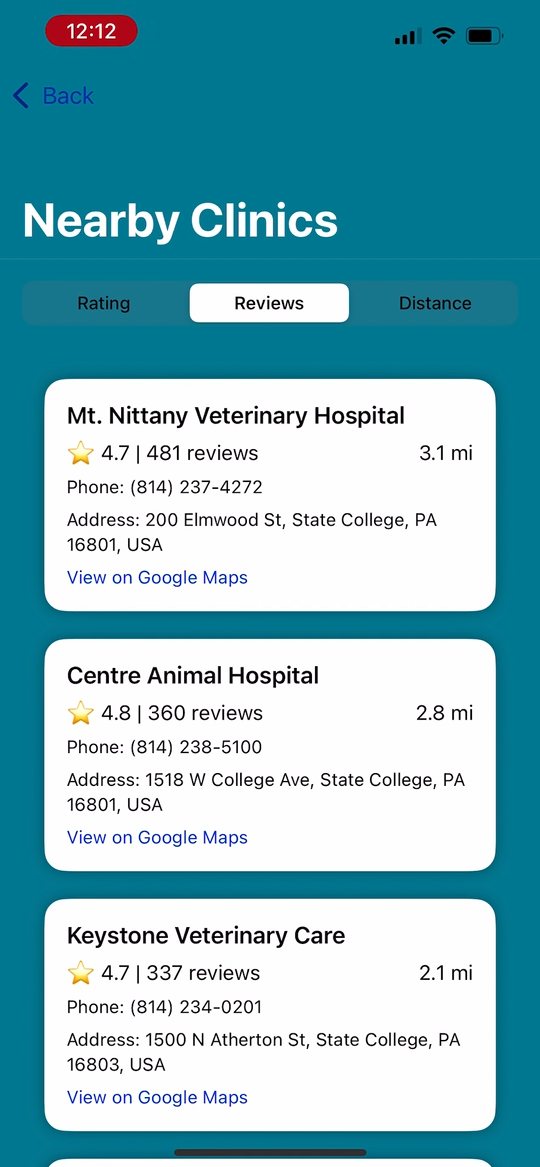 12:12
Back
Nearby Clinics
Rating
Reviews
Distance
Mt. Nittany Veterinary Hospital
4.7 | 481 reviews
3.1 mi
Phone: (814) 237-4272
Address: 200 Elmwood St, State College, PA
16801, USA
View on Google Maps
Centre Animal Hospital
4.8 | 360 reviews
2.8 mi
Phone: (814) 238-5100
Address: 1518 W College Ave, State College, PA
16801, USA
View on Google Maps
Keystone Veterinary Care
4.7 | 337 reviews
2.1 mi
Phone: (814) 234-0201
Address: 1500 N Atherton St, State College, PA
16803, USA
View on Google Maps